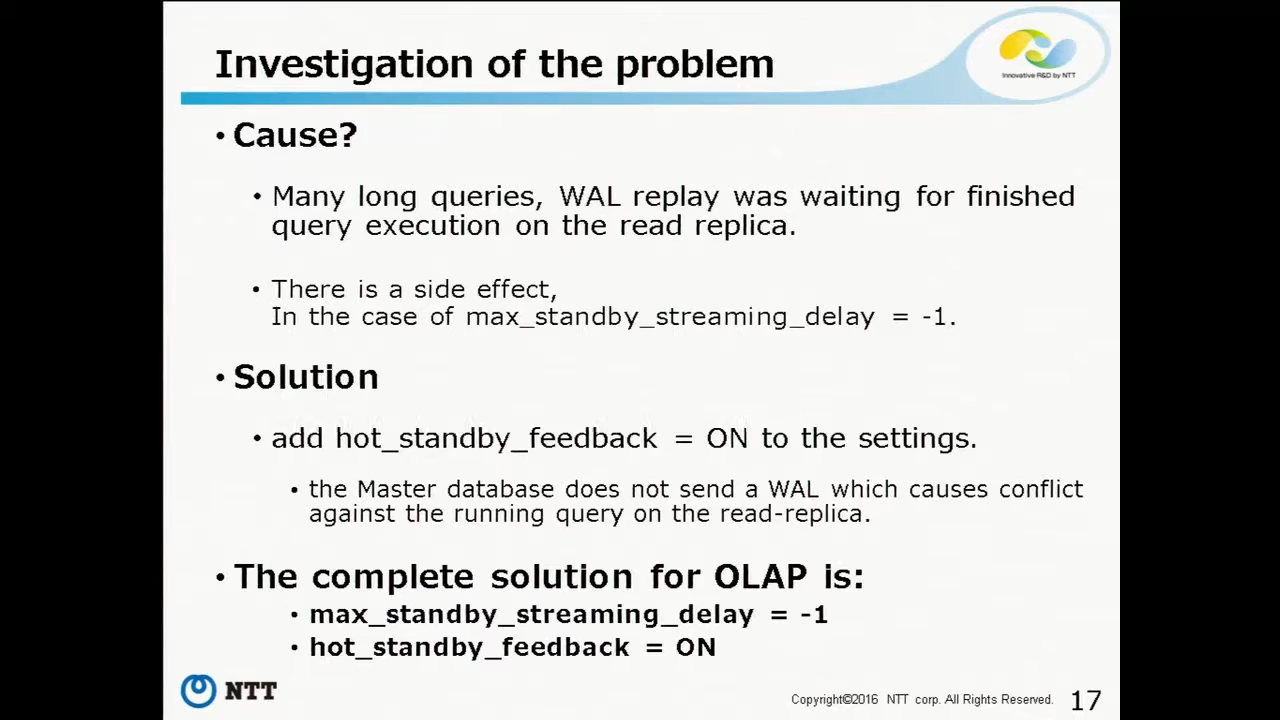 Investigation of the problem
Innovative R&D by NTT
• Cause?
• Many long queries, WAL replay was waiting for finished
query execution on the read replica.
• There is a side effect,
In the case of max_standby_streaming_delay = -1.
• Solution
• add hot_standby_feedback = ON to the settings.
• the Master database does not send a WAL which causes conflict
against the running query on the read-replica.
• The complete solution for OLAP is:
• max_standby_streaming_delay = -1
• hot_standby_feedback = ON
NTT
Copyright©2016 NTT corp. All Rights Reserved.
17